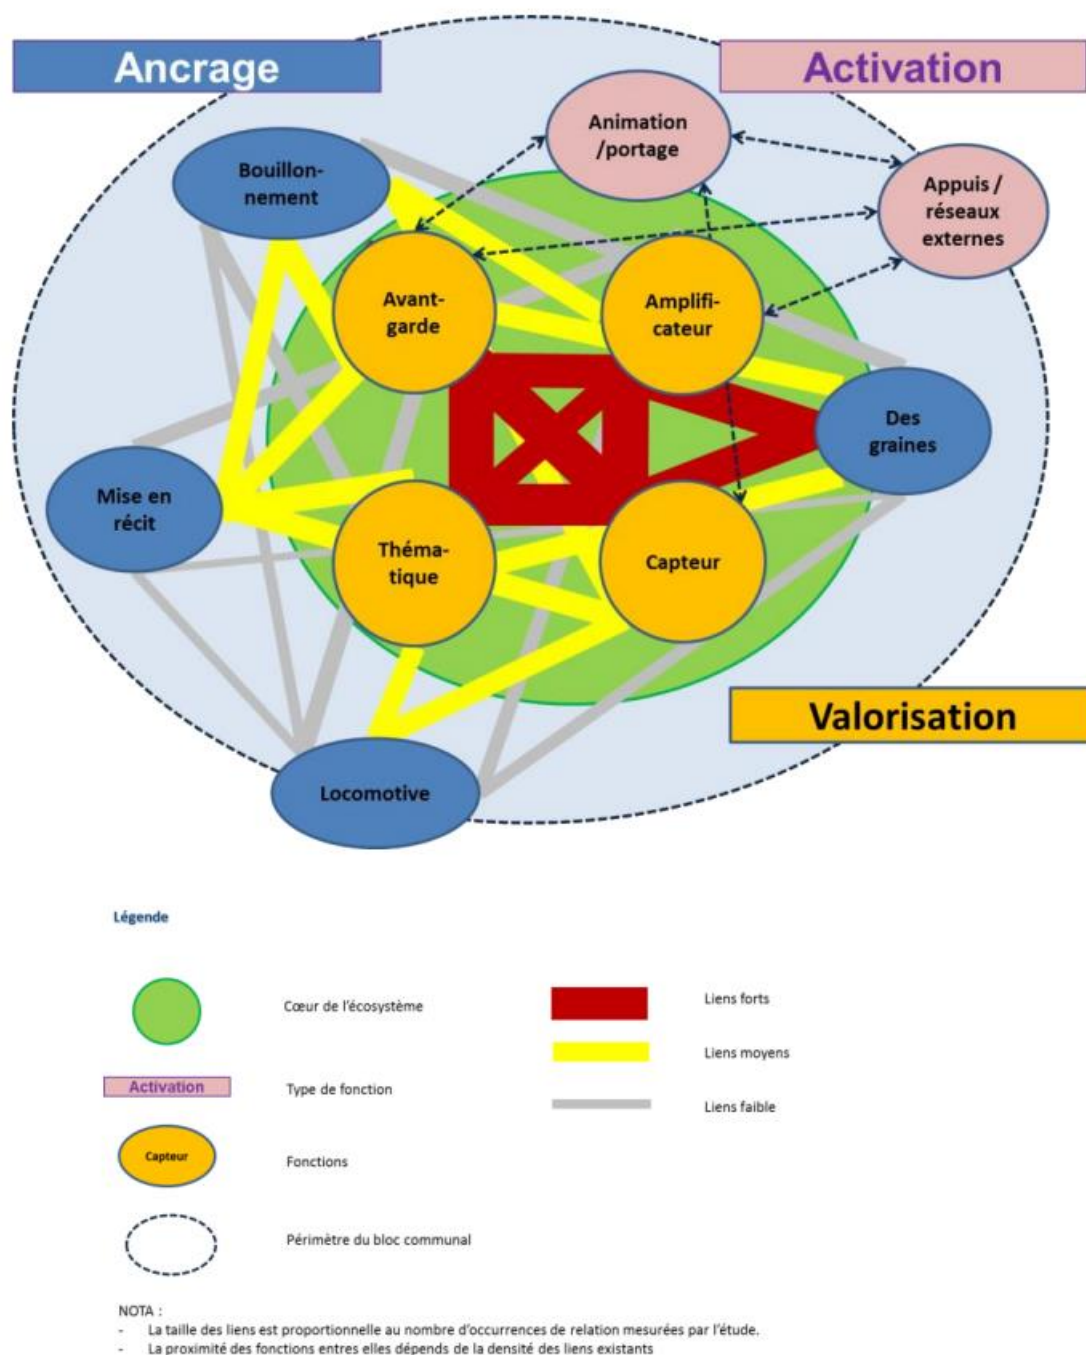 Ancrage
Activation
Animation
/portage
Bouillon-
nement
Appuis /
réseaux
externes
Avant-
garde
Amplifi-
cateur
Des
graines
Mise en
récit
Théma-
tique
Capteur
Valorisation
Locomotive
Légende
Cœur de l'écosystème
Liens forts
Liens moyens
Activation
Type de fonction
Liens faible
Capteur
Fonctions
Périmètre du bloc communal
NOTA :
- La taille des liens est proportionnelle au nombre d'occurrences de relation mesurées par l'étude.
- La proximité des fonctions entres elles dépends de la densité des liens existants